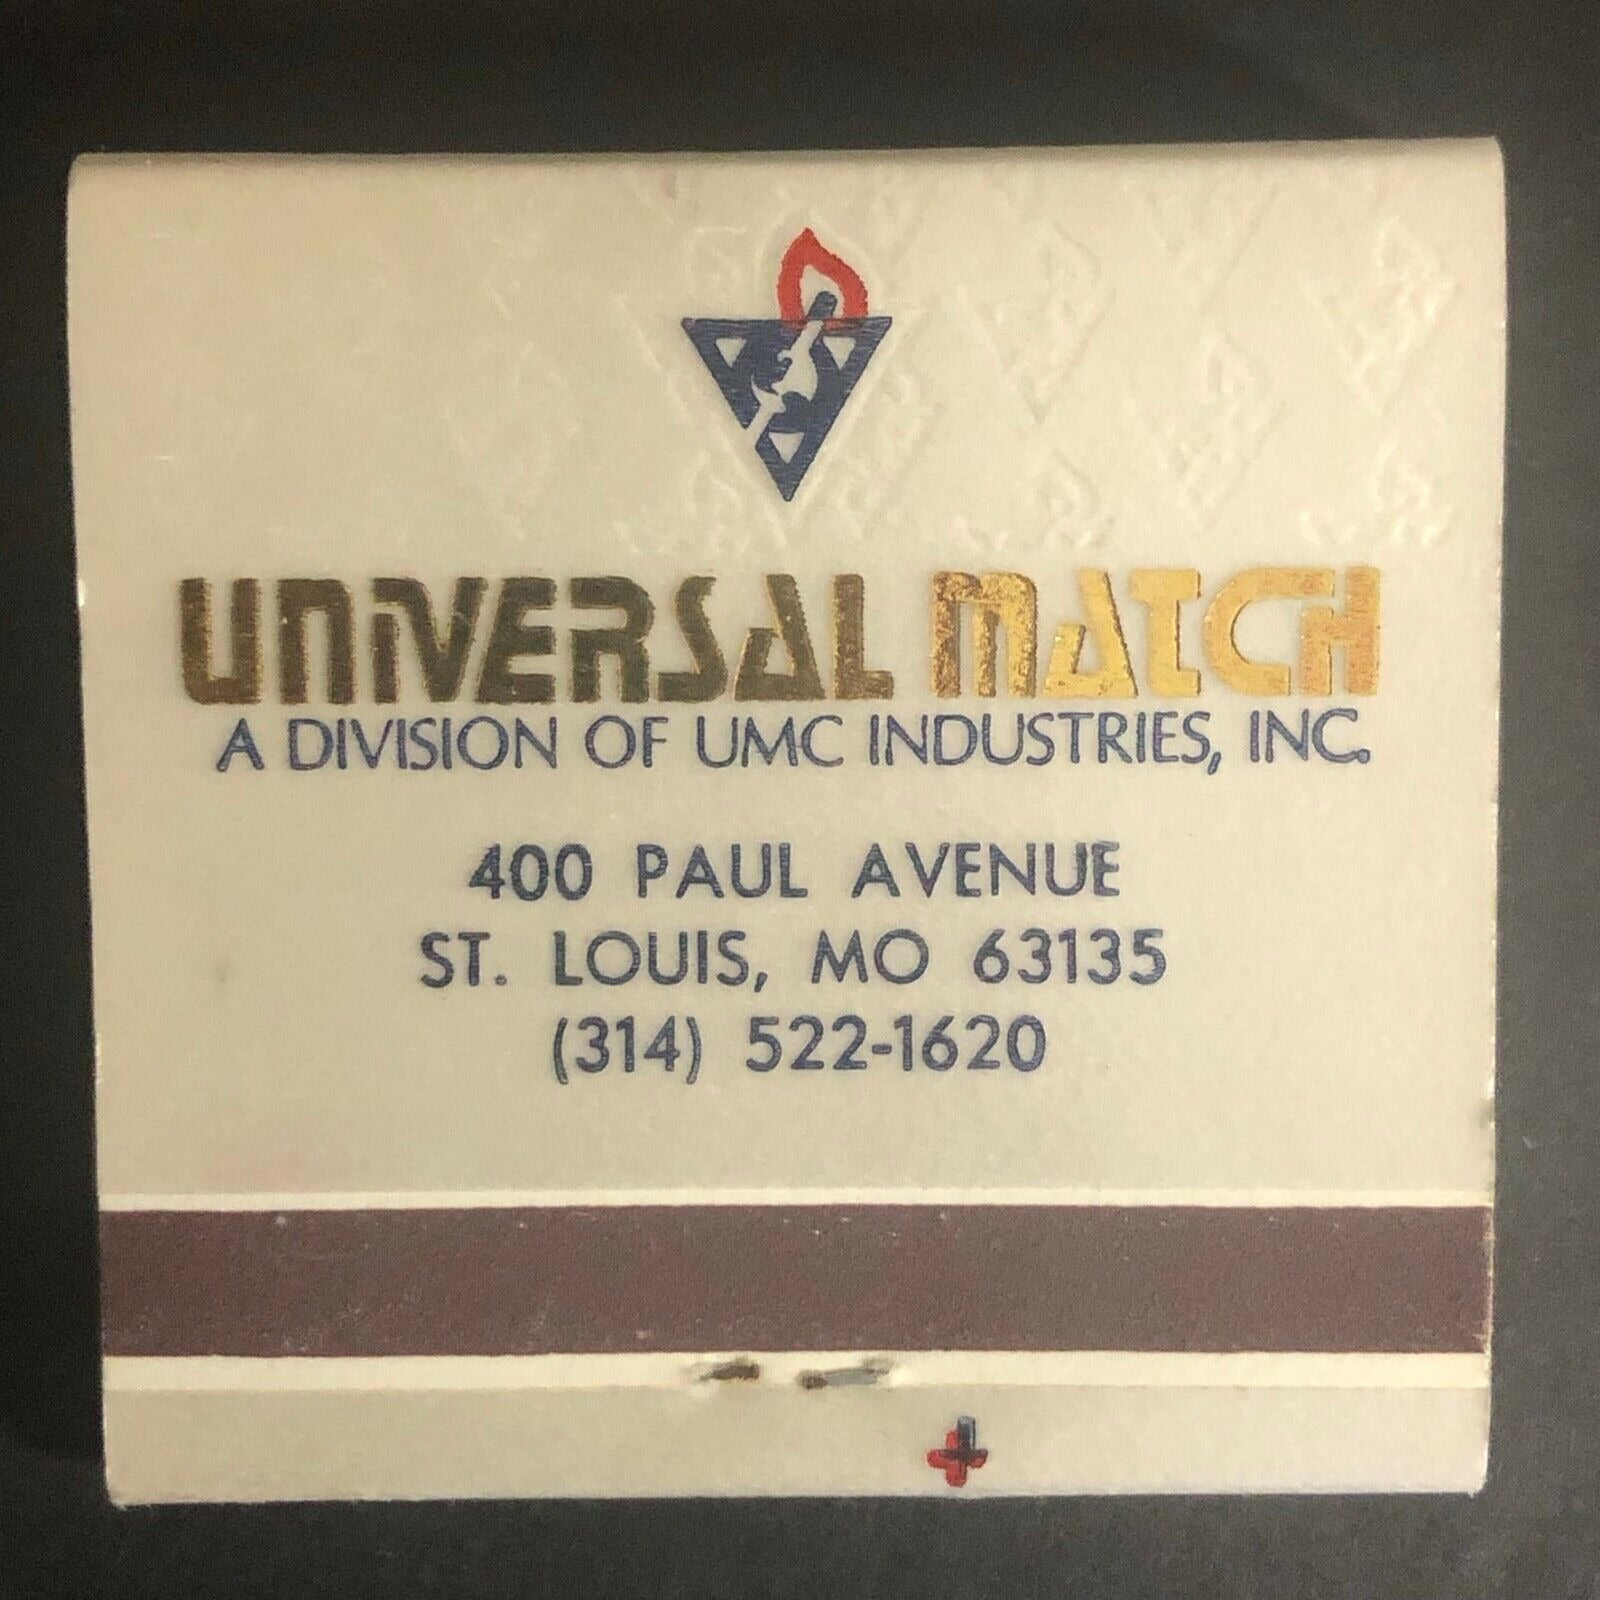 UNIVERSAL MATCH
A DIVISION OF UMC INDUSTRIES, INC.
400 PAUL AVENUE
ST. LOUIS, MO 63135
(314) 522-1620